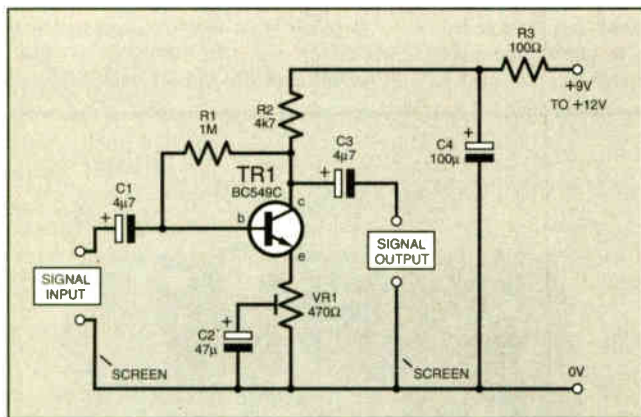 R3
100Ω
+9V
TO +12V
R2
4k7
R1
1M
C4
100µ
+
TR1
BC549C
C3
4µ7
+
C1
4µ7
+
c
b
e
SIGNAL
INPUT
SIGNAL
OUTPUT
VR1
470Ω
C2
47µ
+
SCREEN
SCREEN
0V